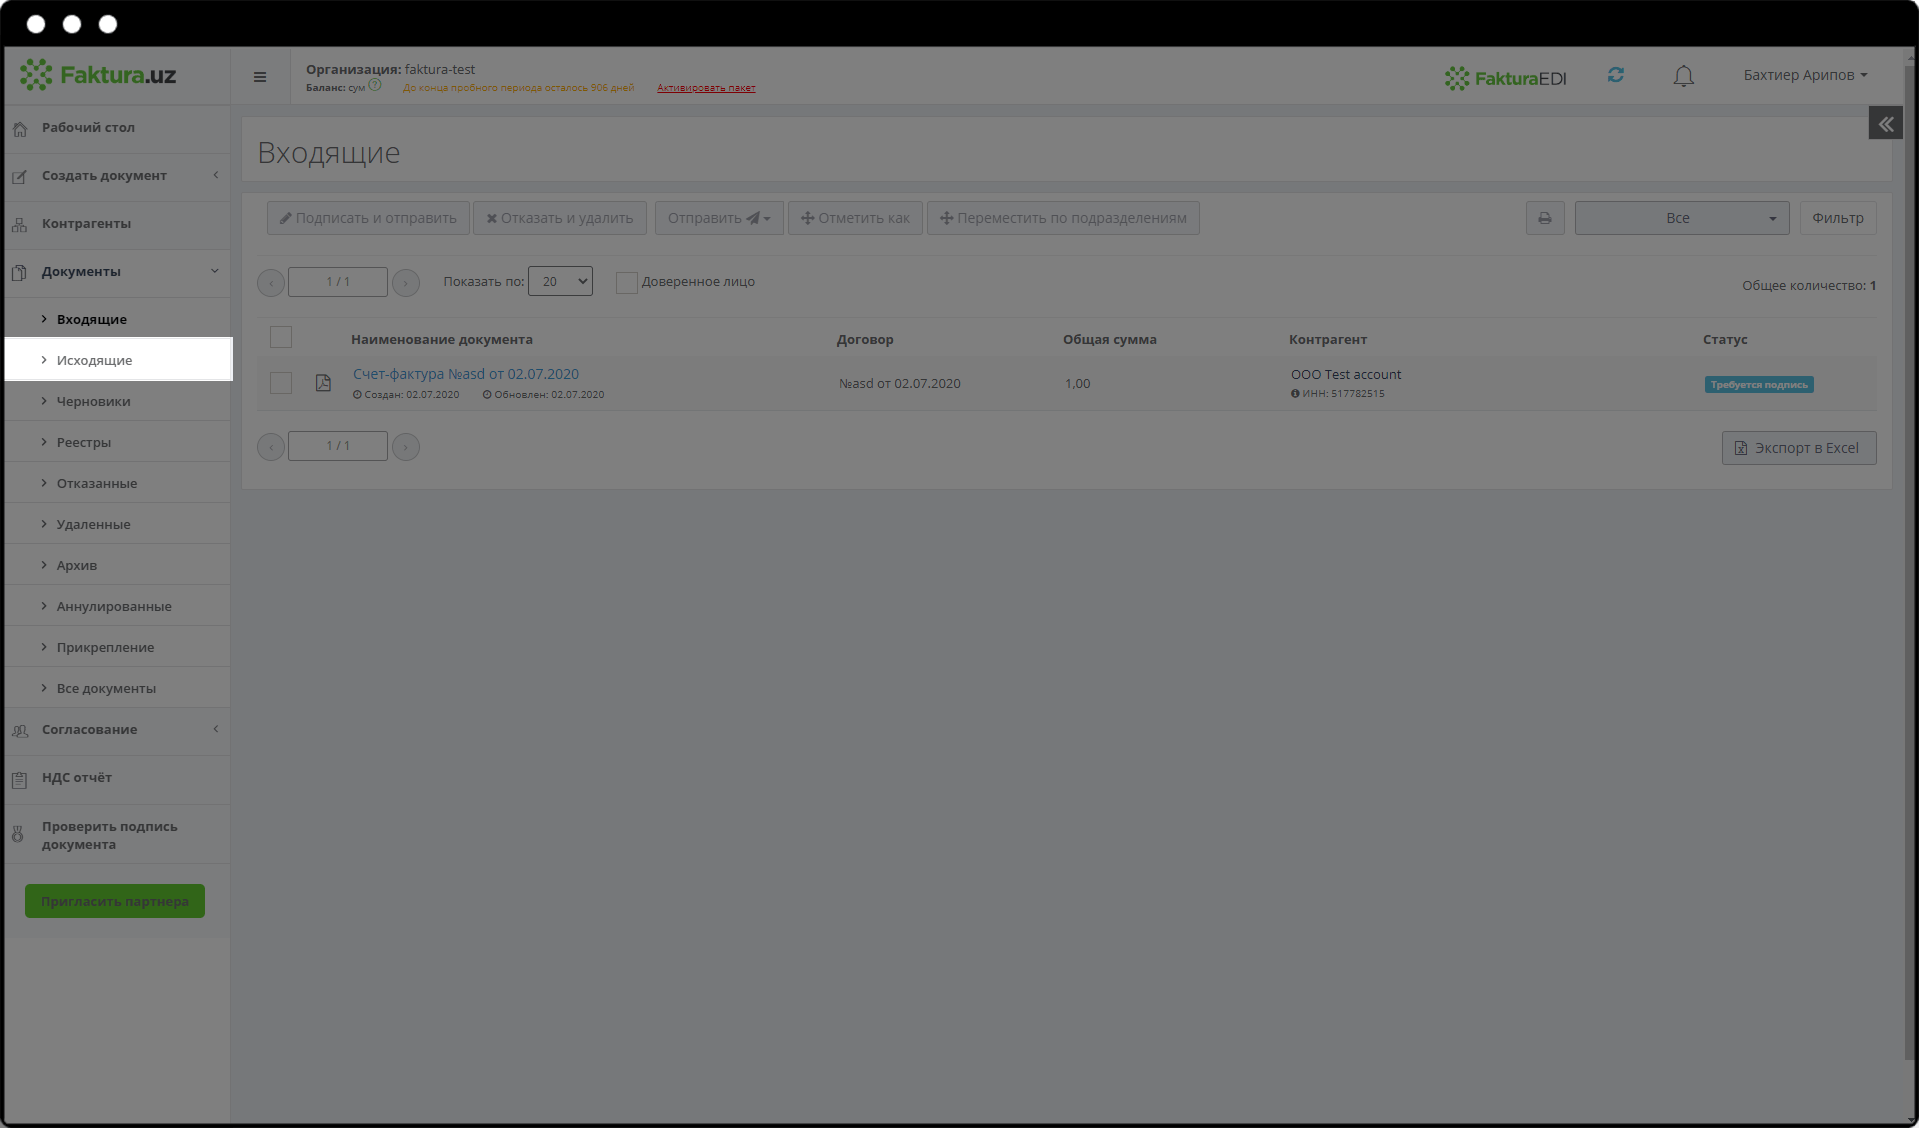 Faktura.uz
Организация: faktura-test
Баланс: сум ? До конца пробного периода осталось 906 дней Активировать пакет
FakturaEDI
Бахтиер Арипов
Рабочий стол
Создать документ
Контрагенты
Документы
Входящие
Исходящие
Черновики
Реестры
Отказанные
Удаленные
Архив
Аннулированные
Прикрепление
Все документы
Согласование
НДС отчёт
Проверить подпись
документа
Пригласить партнера
Входящие
Подписать и отправить Отказать и удалить Отправить Отметить как Переместить по подразделениям Все Фильтр
1 / 1 Показать по: 20 Доверенное лицо Общее количество: 1
Наименование документа Договор Общая сумма Контрагент Статус
Счет-фактура №asd от 02.07.2020 №asd от 02.07.2020 1,00 ООО Test account Требуется подпись
Создан: 02.07.2020 Обновлен: 02.07.2020 ИНН: 517782515
1 / 1 Экспорт в Excel